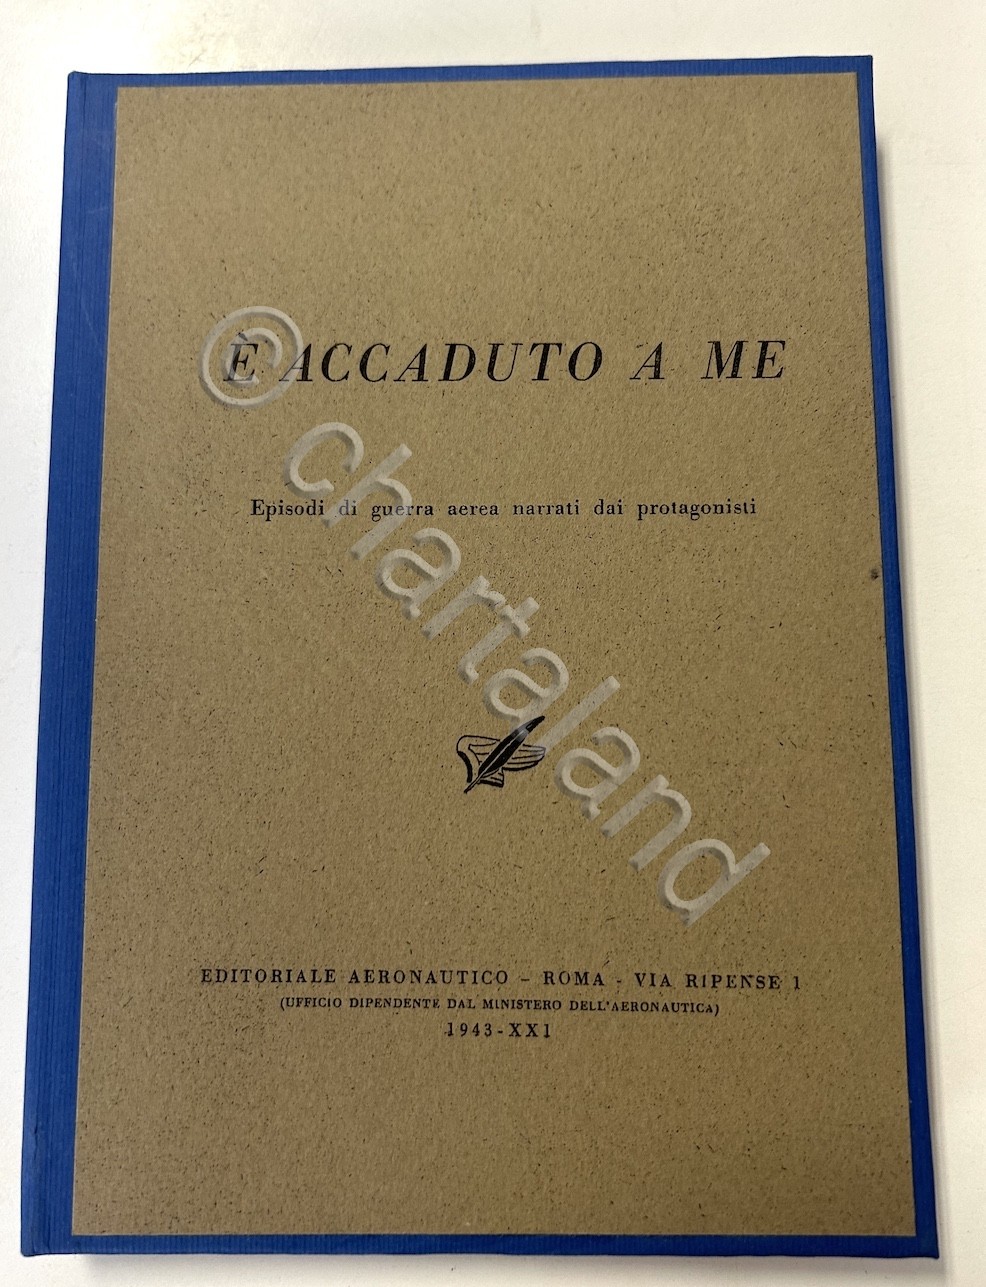 È ACCADUTO A ME
Episodi di guerra aerea narrati dai protagonisti
EDITORIALE AERONAUTICO - ROMA - VIA RIPENSE 1
(UFFICIO DIPENDENTE DAL MINISTERO DELL'AERONAUTICA)
1943-XXI
© chartaland